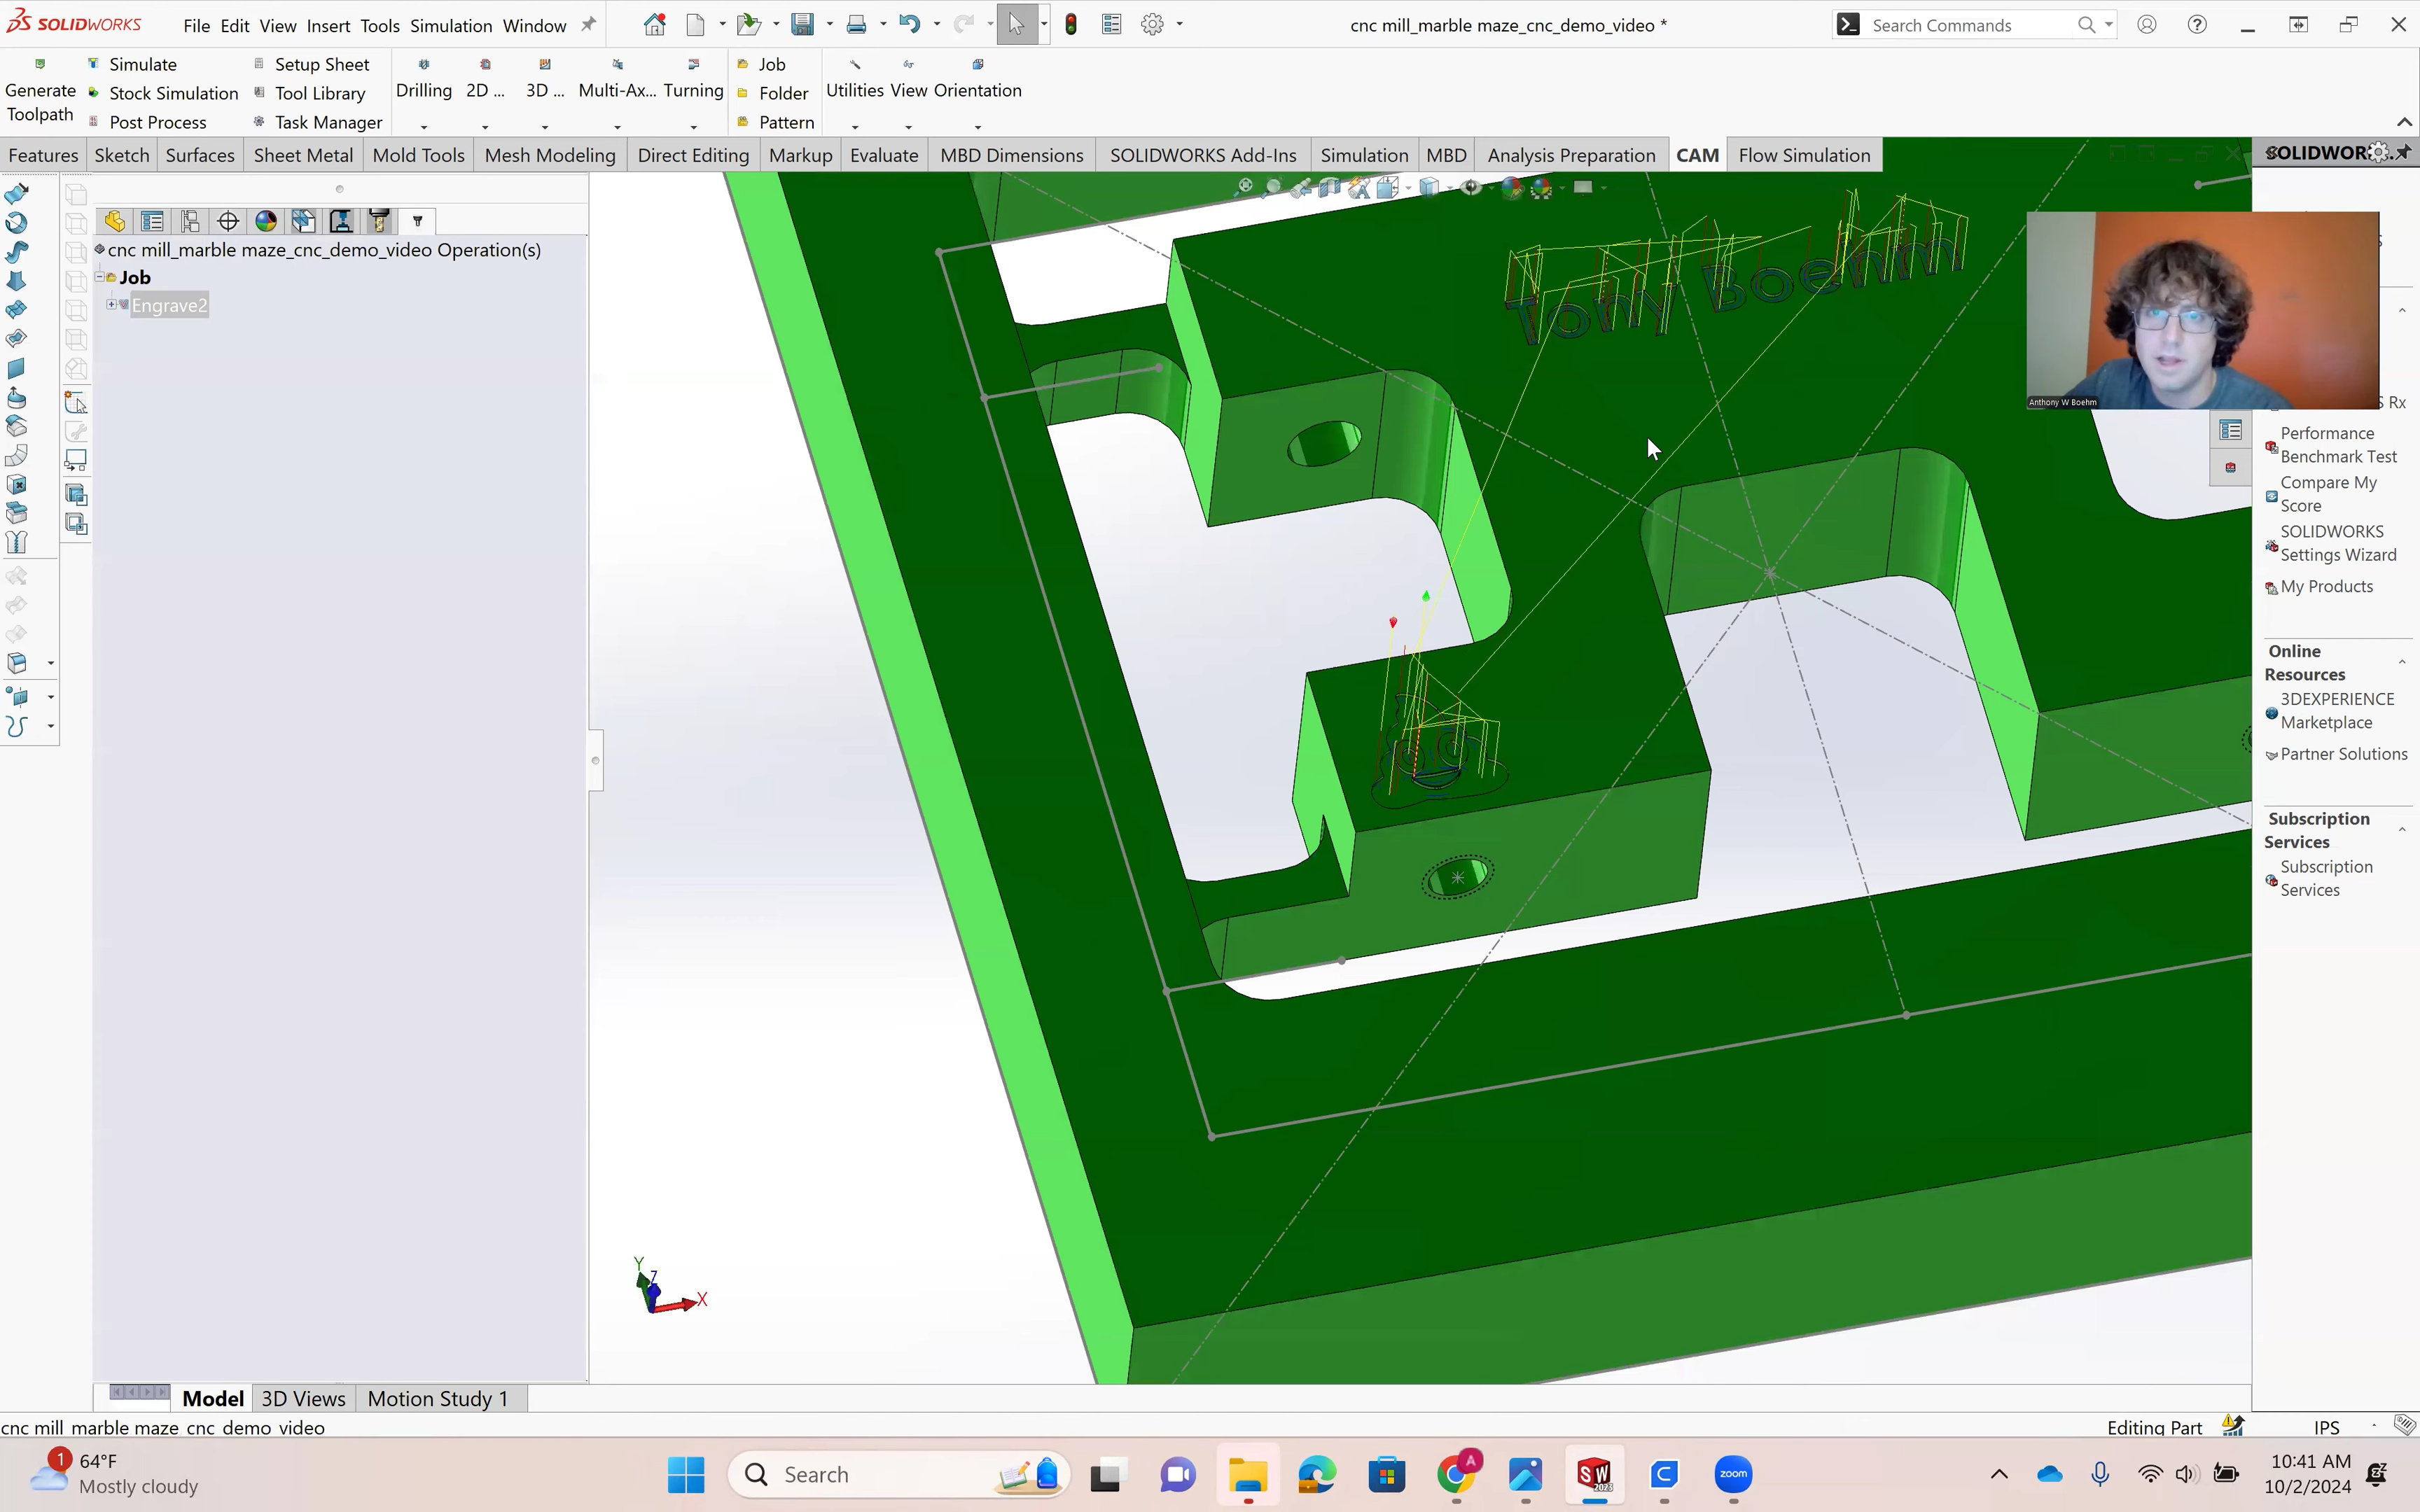 SOLIDWORKS File Edit View Insert Tools Simulation Window
cnc mill_marble maze_cnc_demo_video *
Search Commands
Generate Toolpath
Simulate
Stock Simulation
Post Process
Setup Sheet
Tool Library
Task Manager
Drilling 2D ... 3D ... Multi-Ax... Turning
Job
Folder
Pattern
Utilities View Orientation
Features Sketch Surfaces Sheet Metal Mold Tools Mesh Modeling Direct Editing Markup Evaluate MBD Dimensions SOLIDWORKS Add-Ins Simulation MBD Analysis Preparation CAM Flow Simulation
cnc mill_marble maze_cnc_demo_video Operation(s)
Job
Engrave2
Tony Boehm
Anthony W Boehm
Rx
Performance
Benchmark Test
Compare My
Score
SOLIDWORKS
Settings Wizard
My Products
Online
Resources
3DEXPERIENCE
Marketplace
Partner Solutions
Subscription
Services
Subscription
Services
Y
Z
X
Model 3D Views Motion Study 1
cnc mill_marble maze_cnc_demo_video
Editing Part
IPS
1
64°F
Mostly cloudy
Search
A
SW
2023
C
zoom
10:41 AM
10/2/2024